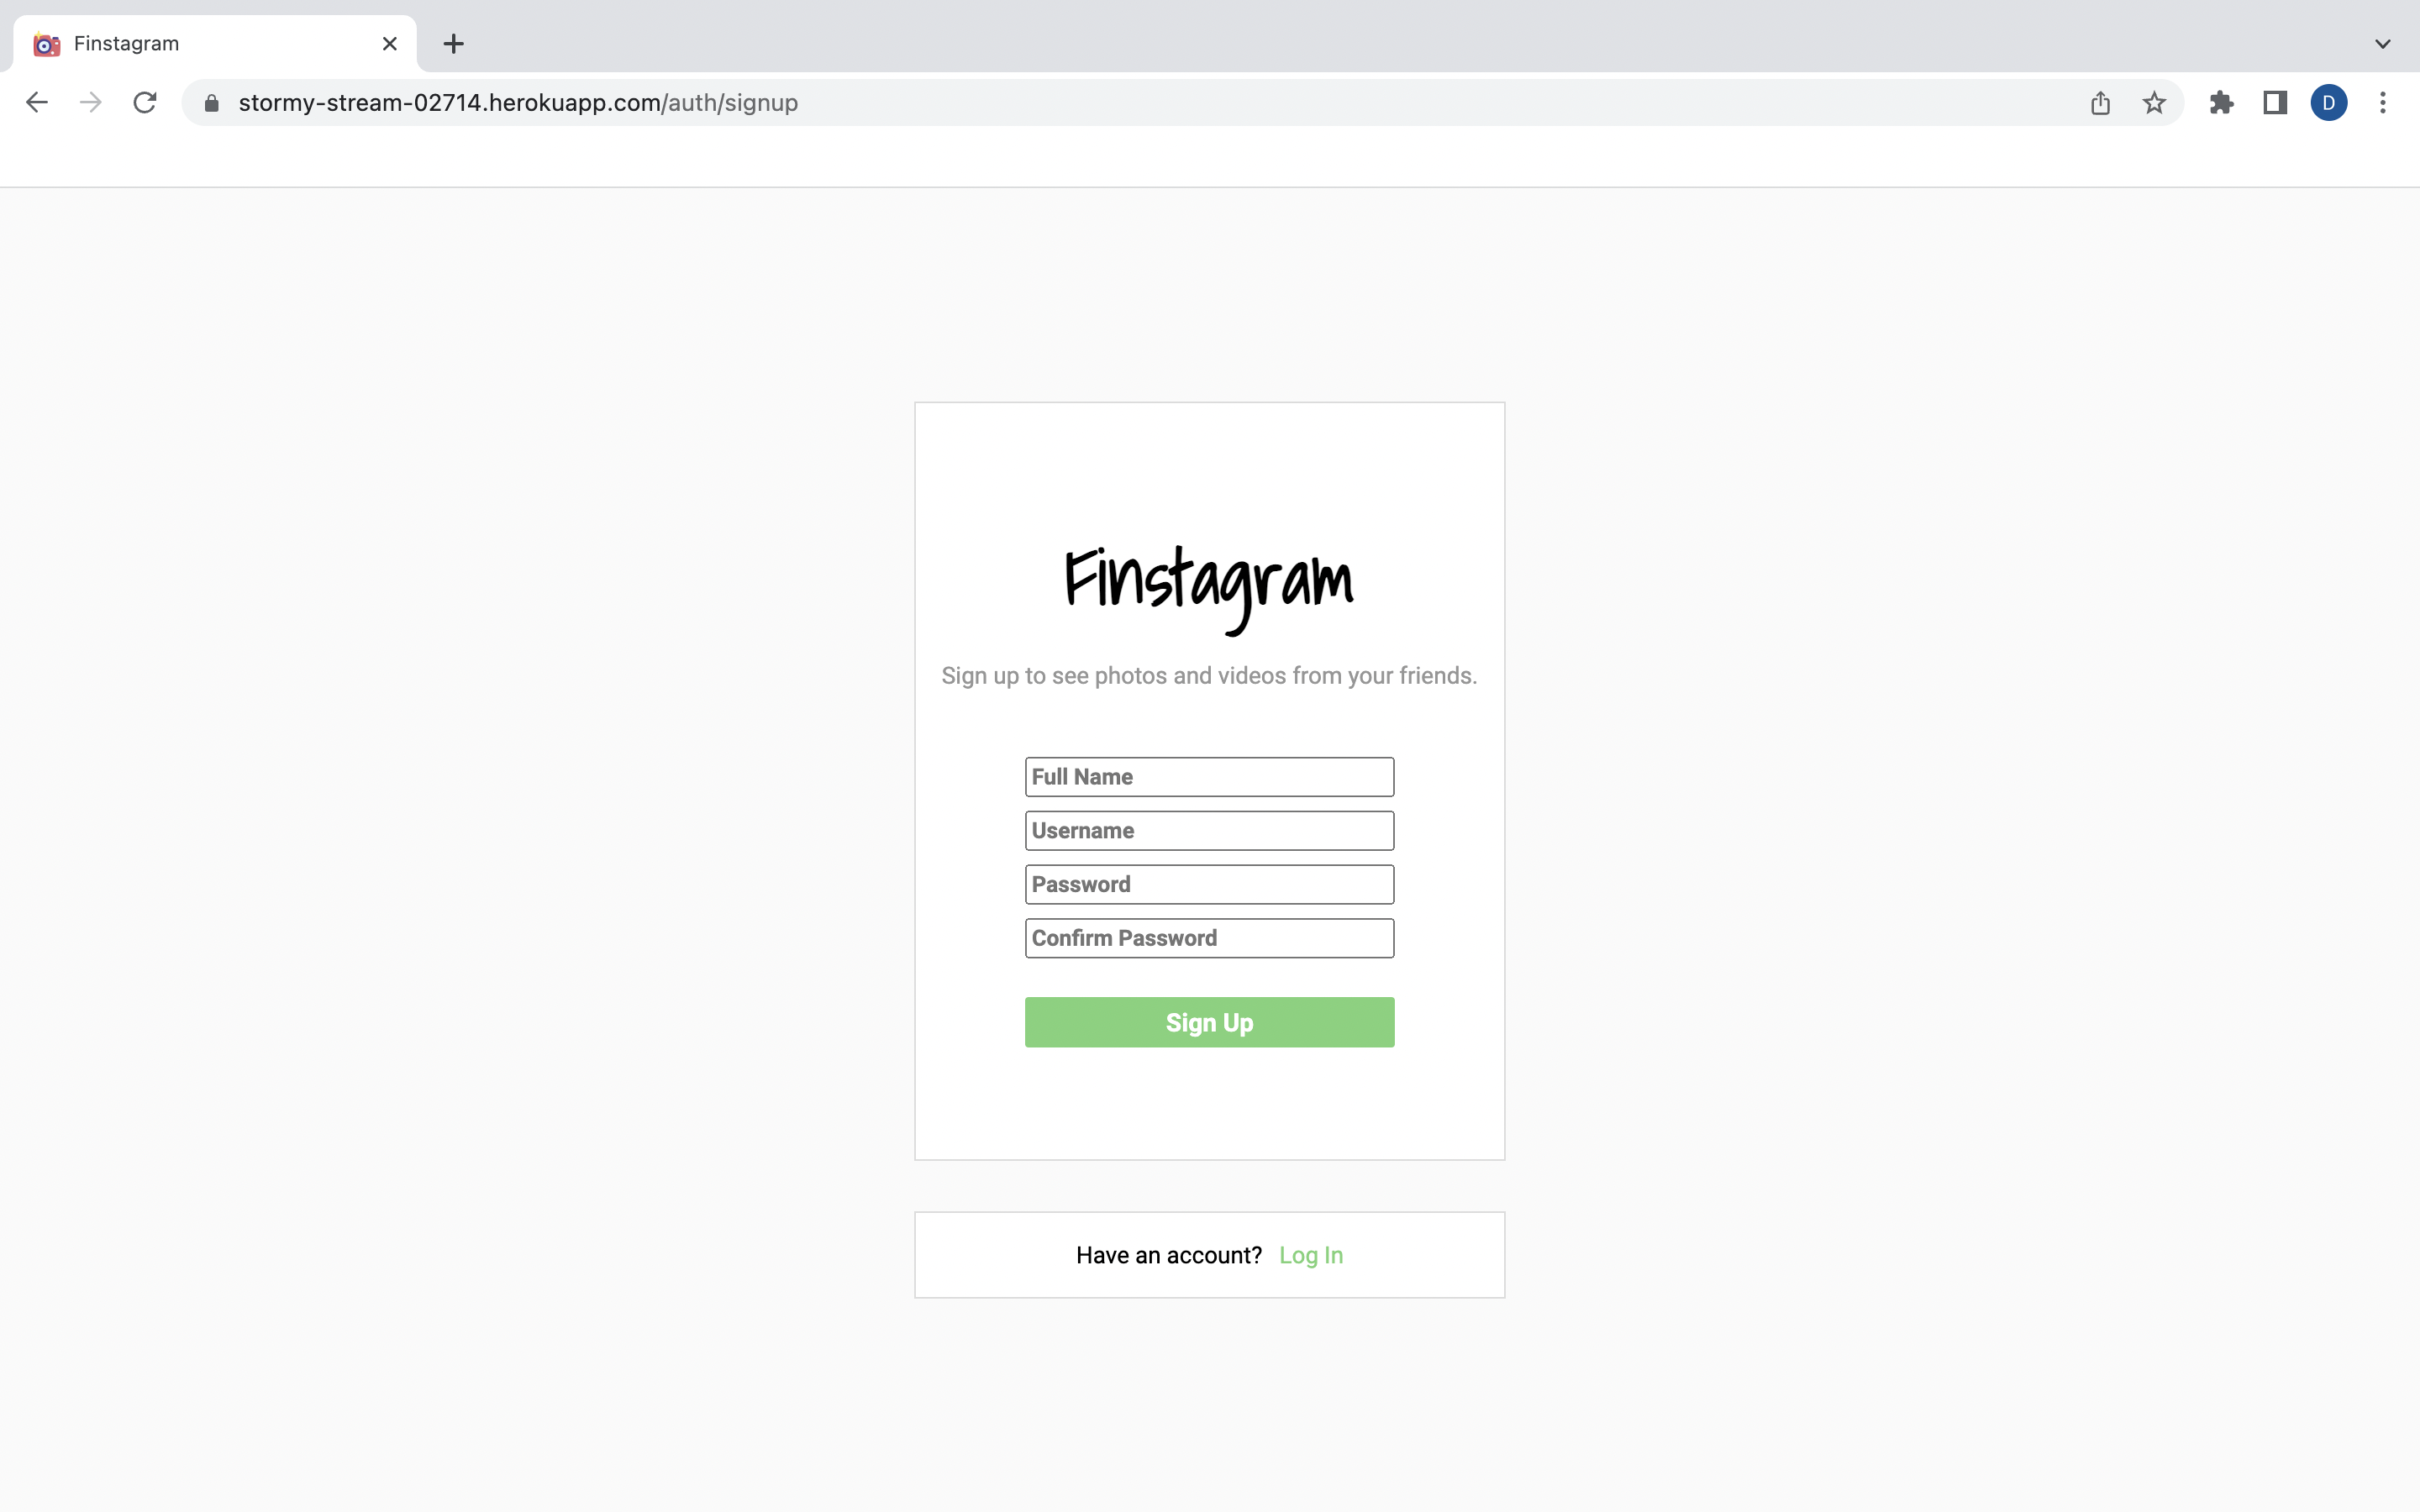 Finstagram
stormy-stream-02714.herokuapp.com/auth/signup
D
Finstagram
Sign up to see photos and videos from your friends.
Full Name
Username
Password
Confirm Password
Sign Up
Have an account? Log In